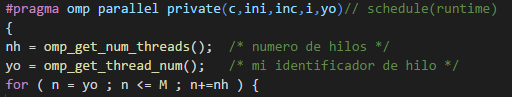 #pragma omp parallel private(c,ini,inc,i,yo)// schedule(runtime)
{
nh = omp_get_num_threads();  /* numero de hilos */
yo = omp_get_thread_num();   /* mi identificador de hilo */
for ( n = yo ; n <= M ; n+=nh ) {